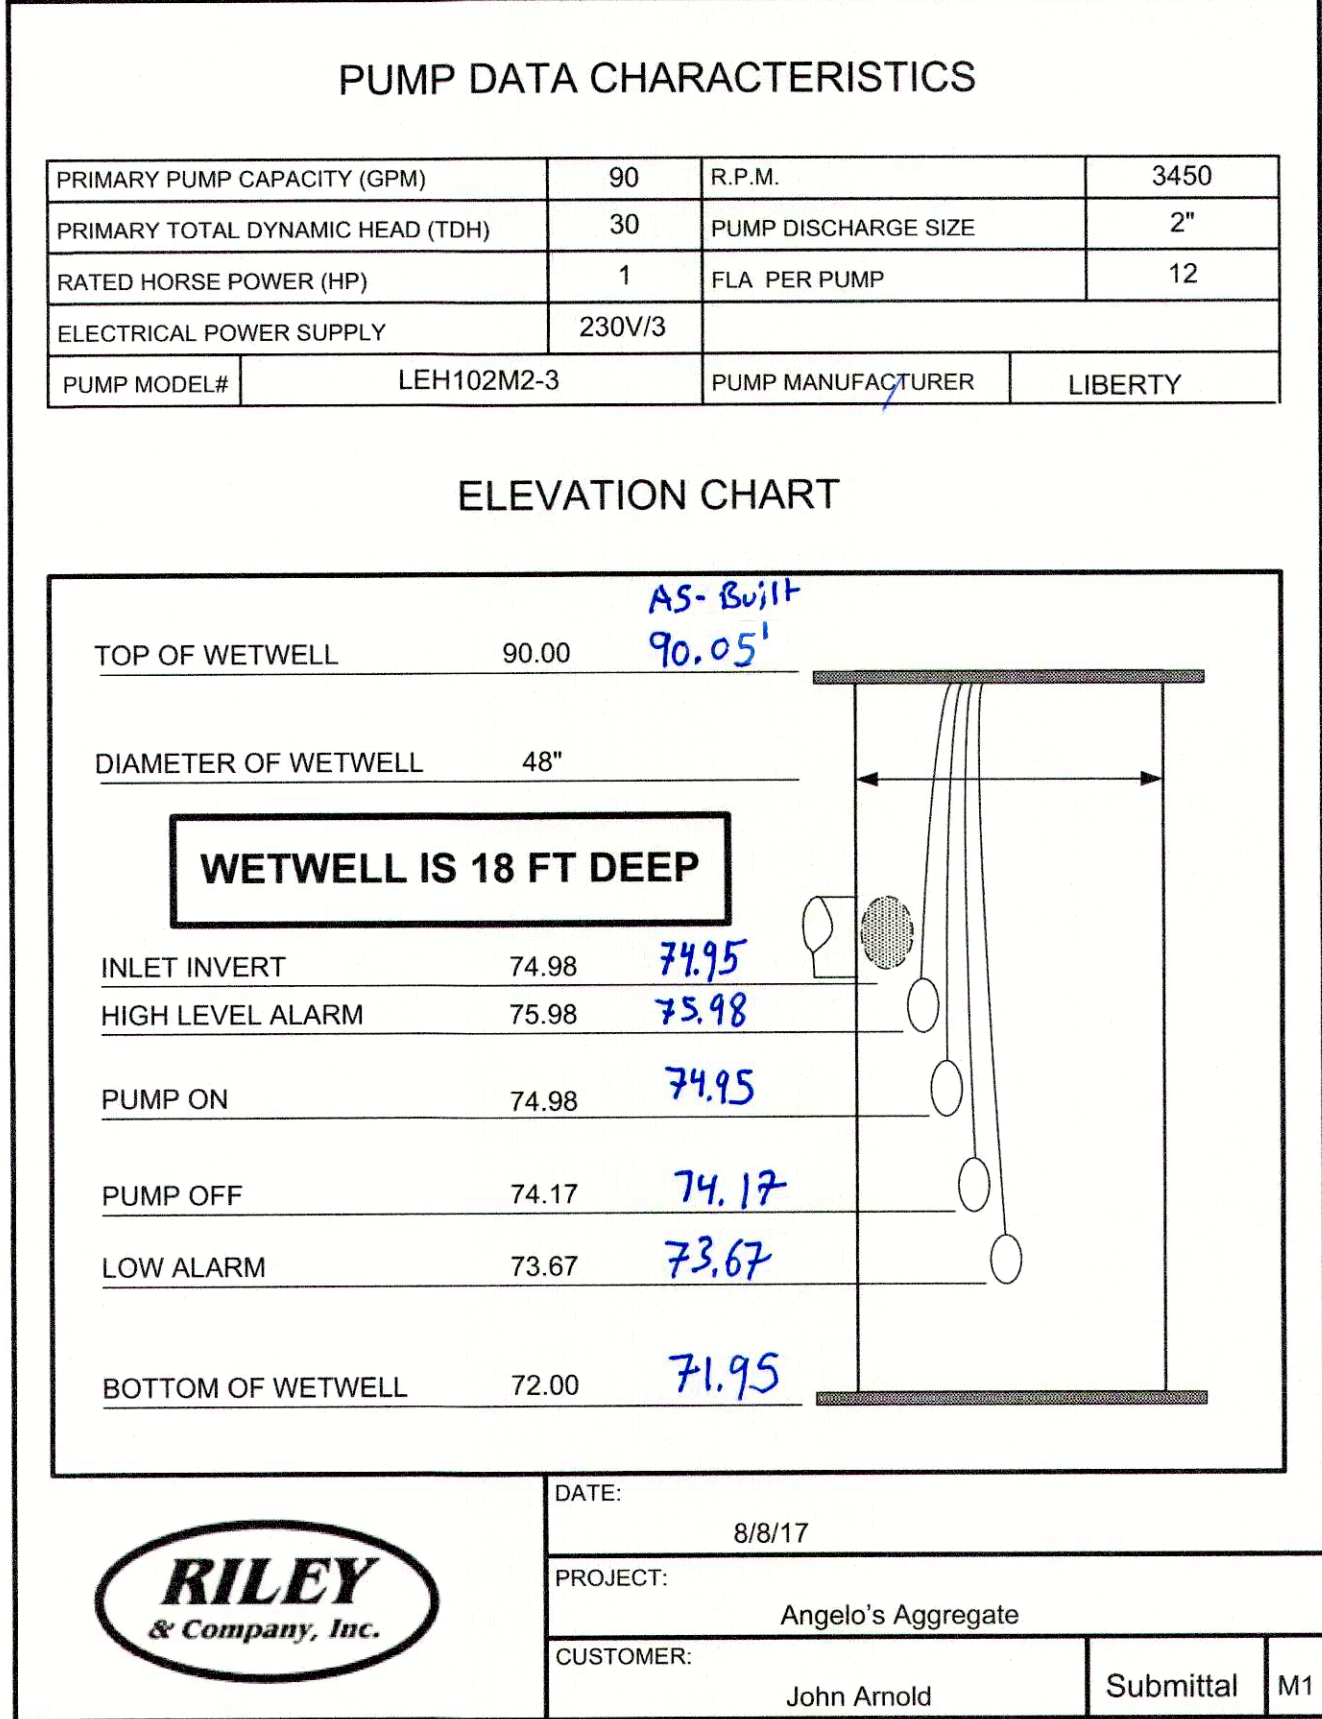 PUMP DATA CHARACTERISTICS
PRIMARY PUMP CAPACITY (GPM) 90 R.P.M. 3450
PRIMARY TOTAL DYNAMIC HEAD (TDH) 30 PUMP DISCHARGE SIZE 2"
RATED HORSE POWER (HP) 1 FLA PER PUMP 12
ELECTRICAL POWER SUPPLY 230V/3
PUMP MODEL# LEH102M2-3 PUMP MANUFACTURER LIBERTY
ELEVATION CHART
AS-Built
TOP OF WETWELL 90.00 90.05'
DIAMETER OF WETWELL 48"
WETWELL IS 18 FT DEEP
INLET INVERT 74.98 74.95
HIGH LEVEL ALARM 75.98 75.98
PUMP ON 74.98 74.95
PUMP OFF 74.17 74.17
LOW ALARM 73.67 73.67
BOTTOM OF WETWELL 72.00 71.95
RILEY
& Company, Inc.
DATE:
8/8/17
PROJECT:
Angelo's Aggregate
CUSTOMER:
John Arnold
Submittal M1